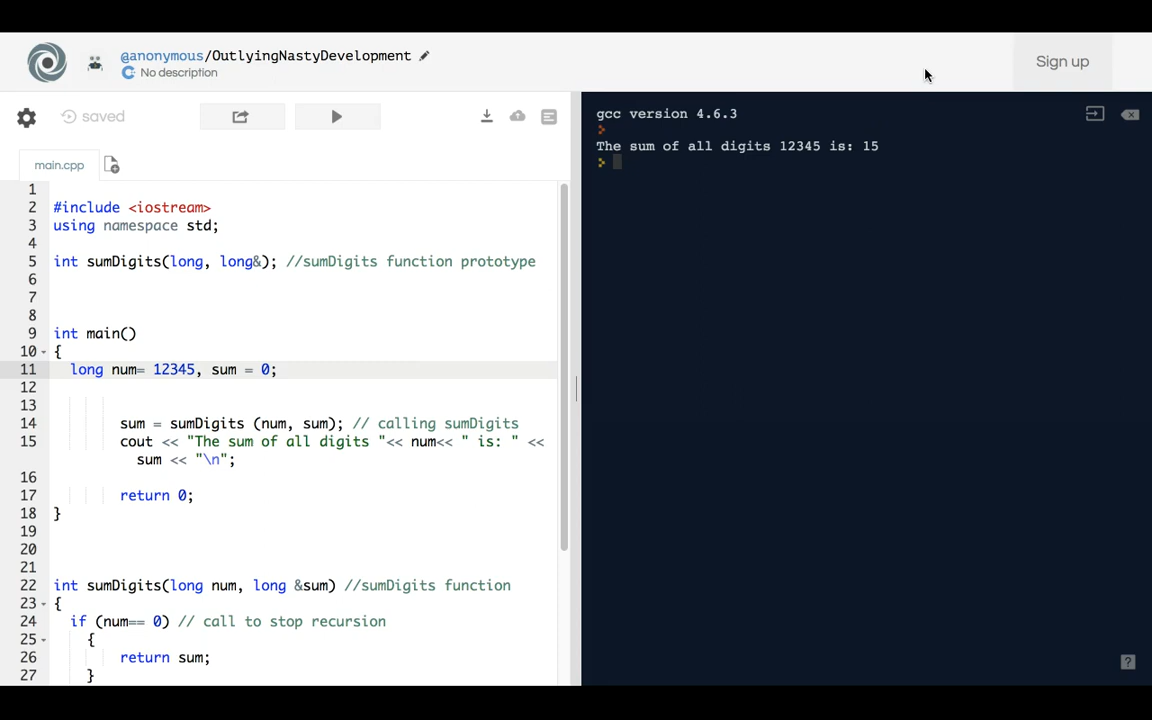 @anonymous/OutlyingNastyDevelopment
No description
Sign up
saved
main.cpp
1
2 #include <iostream>
3 using namespace std;
4
5 int sumDigits(long, long&); //sumDigits function prototype
6
7
8
9 int main()
10 {
11 long num= 12345, sum = 0;
12
13
14 sum = sumDigits (num, sum); // calling sumDigits
15 cout << "The sum of all digits "<< num<< " is: " <<
sum << "\n";
16
17 return 0;
18 }
19
20
21
22 int sumDigits(long num, long &sum) //sumDigits function
23 {
24 if (num== 0) // call to stop recursion
25 {
26 return sum;
27 }
gcc version 4.6.3
The sum of all digits 12345 is: 15
?